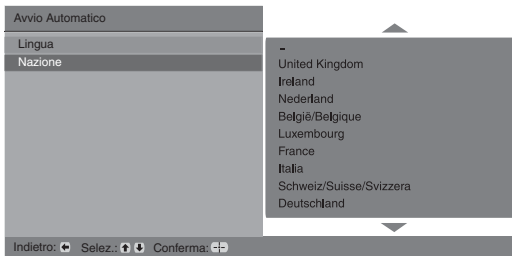 Avvio Automatico
Lingua
Nazione
-
United Kingdom
Ireland
Nederland
België/Belgique
Luxembourg
France
Italia
Schweiz/Suisse/Svizzera
Deutschland
Indietro: Selez.: Conferma: